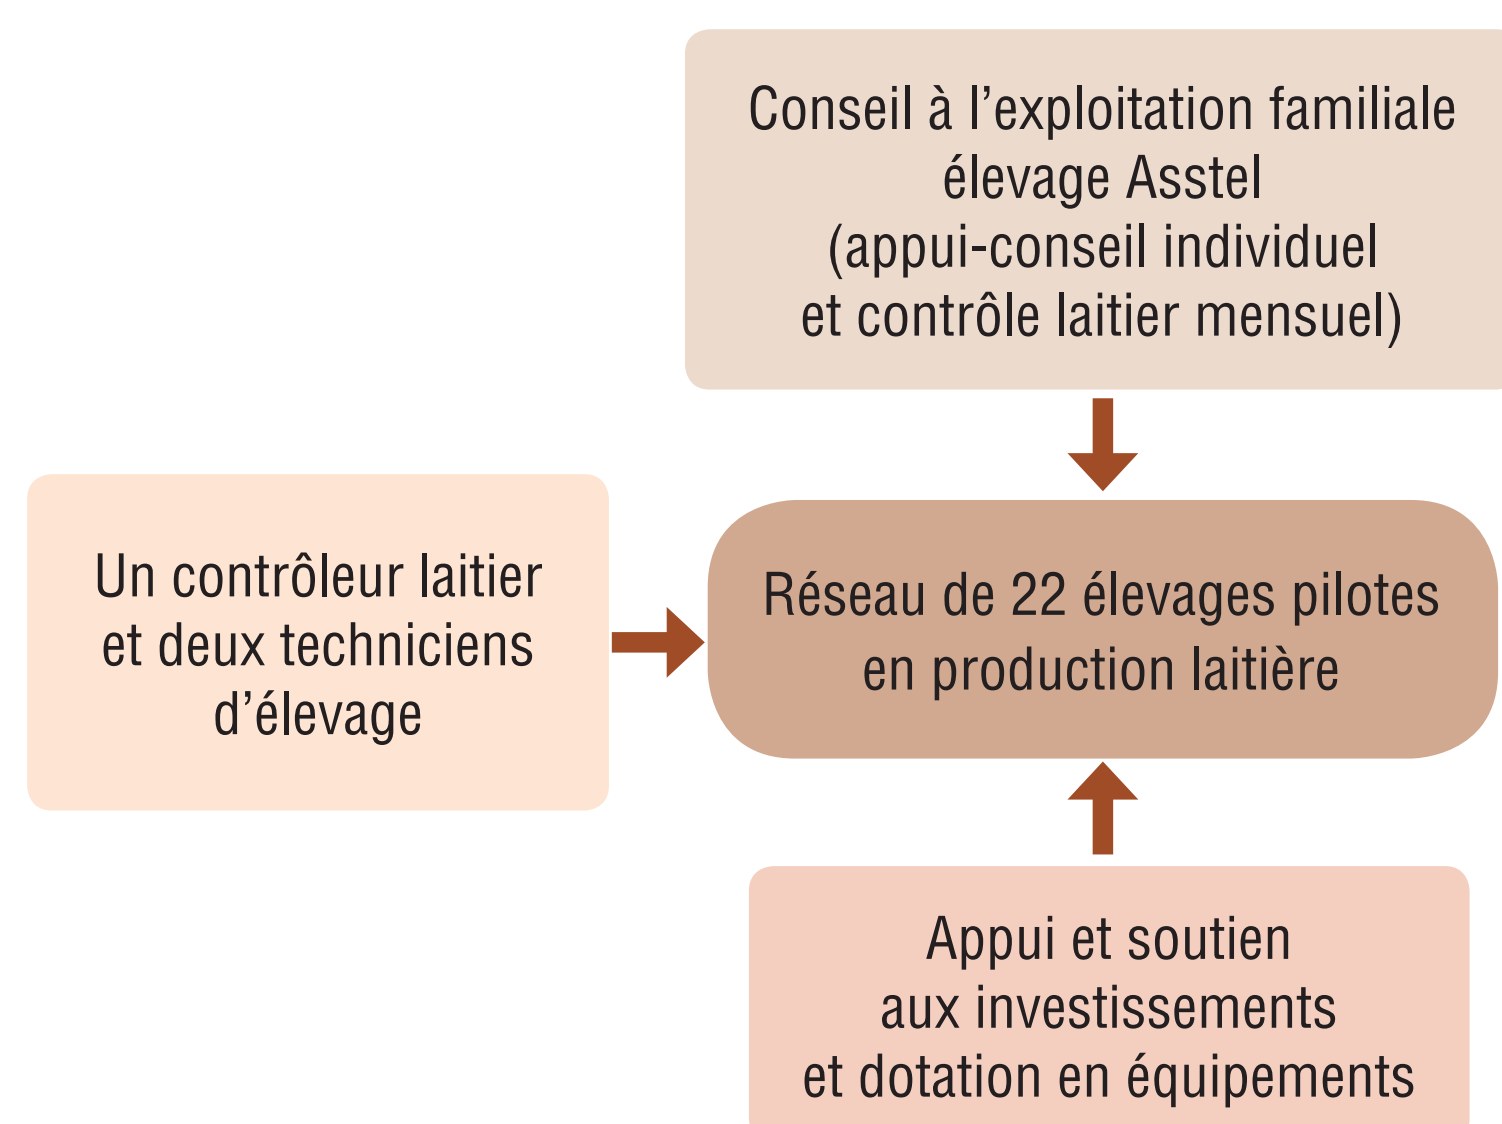 Conseil à l’exploitation familiale
élevage Asstel
(appui-conseil individuel
et contrôle laitier mensuel)
Un contrôleur laitier
et deux techniciens
d’élevage
Réseau de 22 élevages pilotes
en production laitière
Appui et soutien
aux investissements
et dotation en équipements